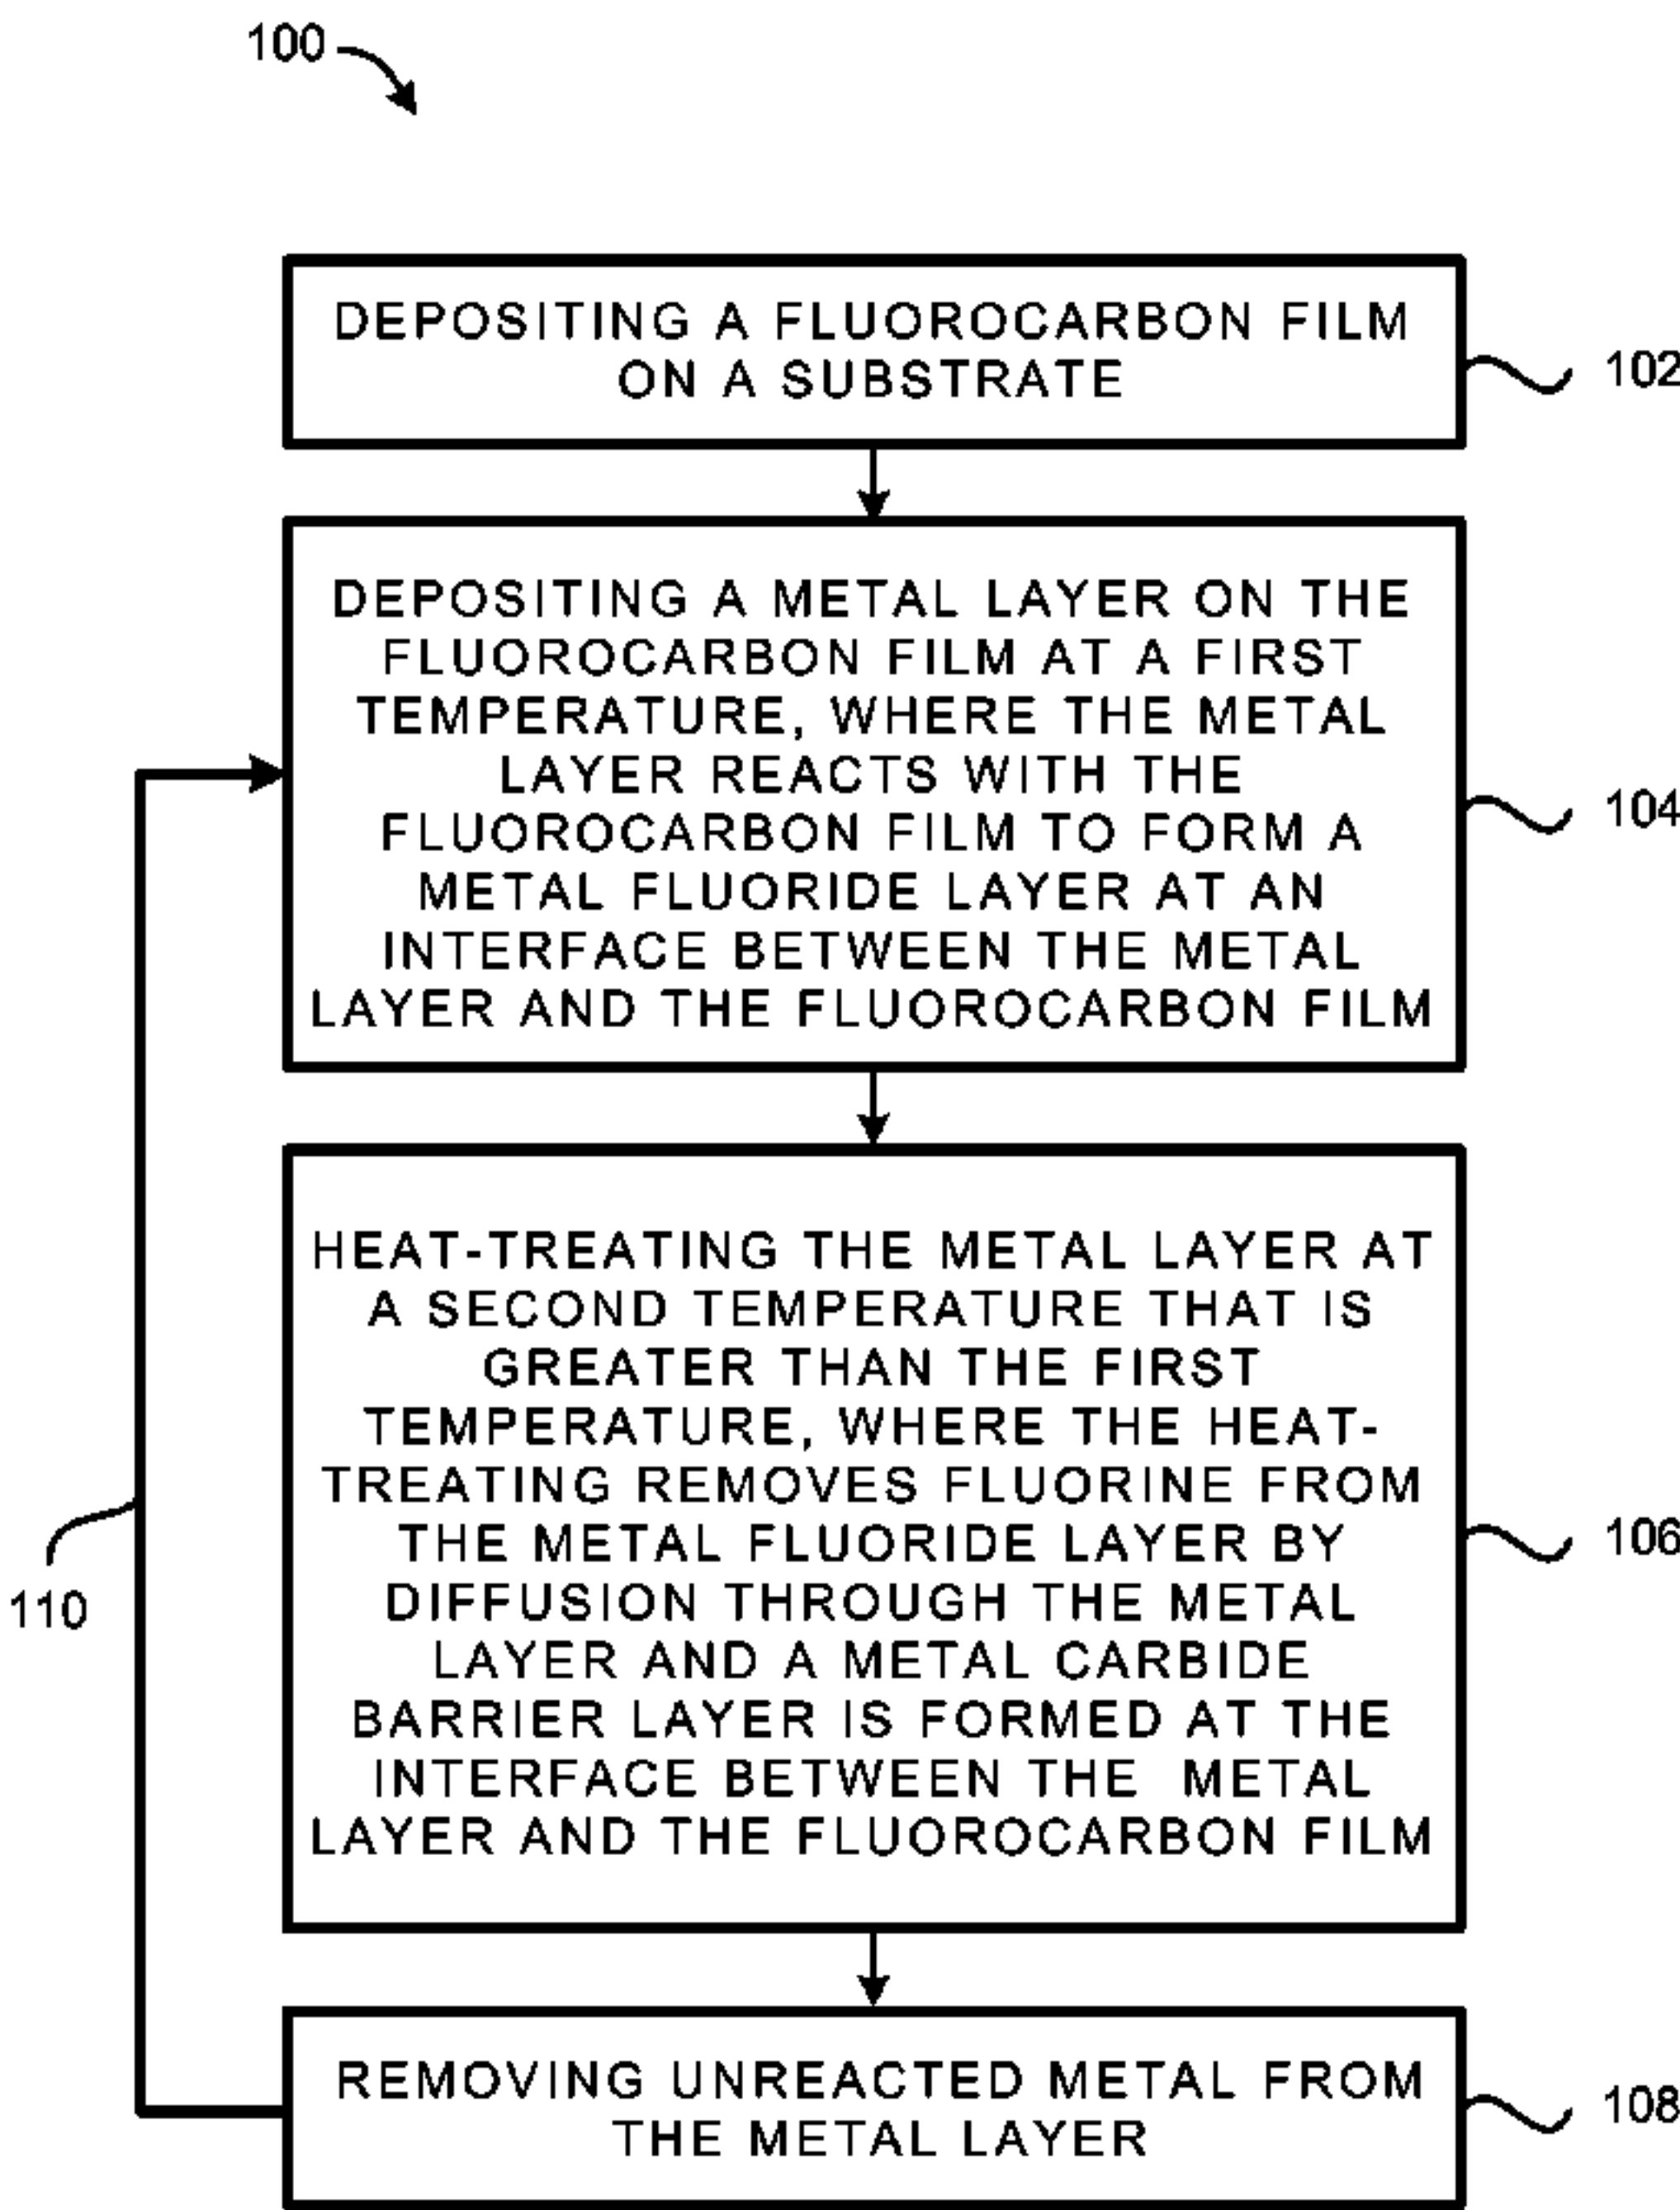 100
DEPOSITING A FLUOROCARBON FILM
ON A SUBSTRATE
102
DEPOSITING A METAL LAYER ON THE
FLUOROCARBON FILM AT A FIRST
TEMPERATURE, WHERE THE METAL
LAYER REACTS WITH THE
FLUOROCARBON FILM TO FORM A
METAL FLUORIDE LAYER AT AN
INTERFACE BETWEEN THE METAL
LAYER AND THE FLUOROCARBON FILM
104
HEAT-TREATING THE METAL LAYER AT
A SECOND TEMPERATURE THAT IS
GREATER THAN THE FIRST
TEMPERATURE, WHERE THE HEAT-
TREATING REMOVES FLUORINE FROM
THE METAL FLUORIDE LAYER BY
DIFFUSION THROUGH THE METAL
LAYER AND A METAL CARBIDE
BARRIER LAYER IS FORMED AT THE
INTERFACE BETWEEN THE METAL
LAYER AND THE FLUOROCARBON FILM
106
110
REMOVING UNREACTED METAL FROM
THE METAL LAYER
108